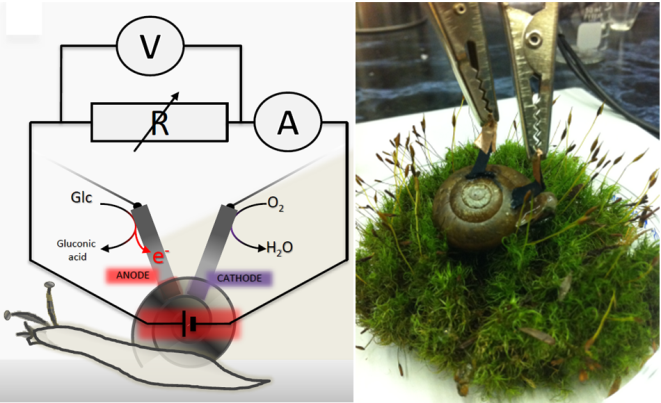 V
R
A
Glc
O₂
Gluconic
acid
e⁻
H₂O
ANODE
CATHODE